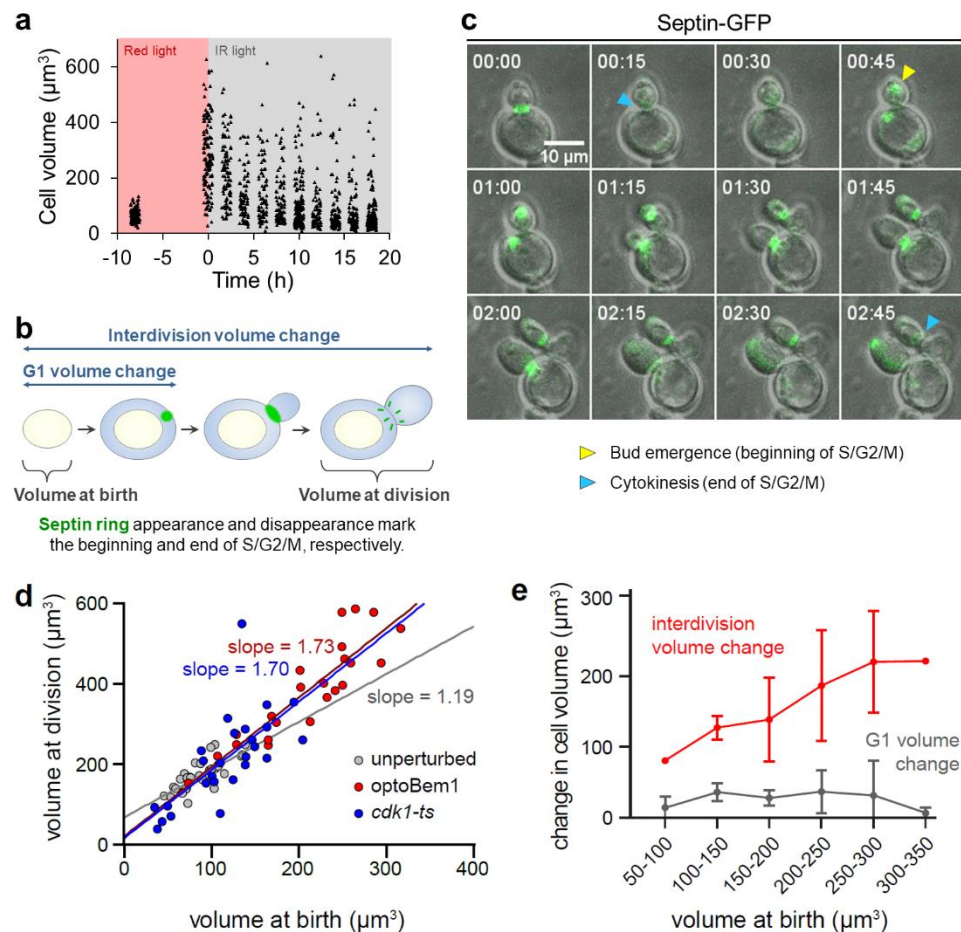 a
Red light
IR light
Cell volume (µm³)
600
400
200
0
-10
-5
0
5
10
15
20
Time (h)
b
Interdivision volume change
G1 volume change
Volume at birth
Volume at division
Septin ring appearance and disappearance mark
the beginning and end of S/G2/M, respectively.
c
Septin-GFP
00:00
00:15
00:30
00:45
10 µm
01:00
01:15
01:30
01:45
02:00
02:15
02:30
02:45
Bud emergence (beginning of S/G2/M)
Cytokinesis (end of S/G2/M)
d
volume at division (µm³)
600
400
200
0
slope = 1.73
slope = 1.70
slope = 1.19
unperturbed
optoBem1
cdk1-ts
0
100
200
300
400
volume at birth (µm³)
e
change in cell volume (µm³)
300
200
100
0
interdivision
volume change
G1 volume
change
50-100
100-150
150-200
200-250
250-300
300-350
volume at birth (µm³)